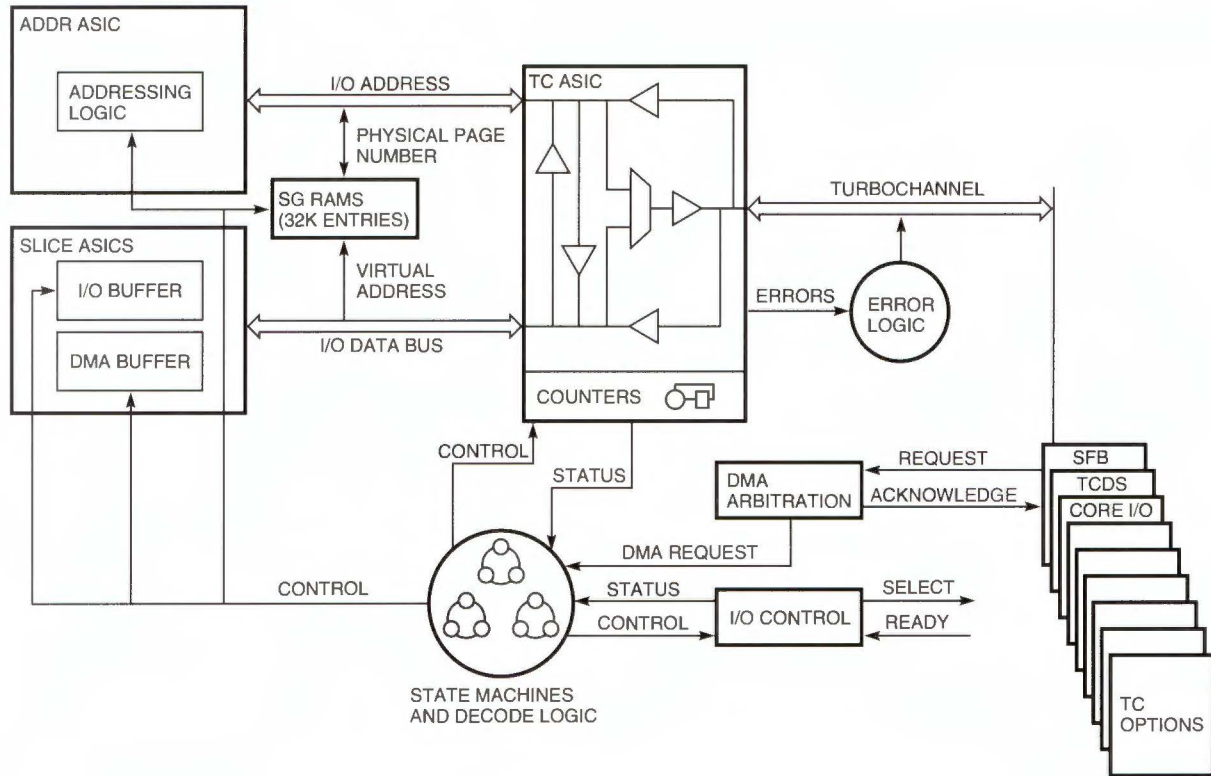 ADDR ASIC
ADDRESSING
LOGIC
I/O ADDRESS
PHYSICAL PAGE
NUMBER
SG RAMS
(32K ENTRIES)
VIRTUAL
ADDRESS
I/O DATA BUS
SLICE ASICS
I/O BUFFER
DMA BUFFER
TC ASIC
COUNTERS
TURBOCHANNEL
ERRORS
ERROR
LOGIC
CONTROL
STATUS
REQUEST
DMA
ARBITRATION
ACKNOWLEDGE
DMA REQUEST
SFB
TCDS
CORE I/O
CONTROL
STATUS
CONTROL
I/O CONTROL
SELECT
READY
STATE MACHINES
AND DECODE LOGIC
TC
OPTIONS